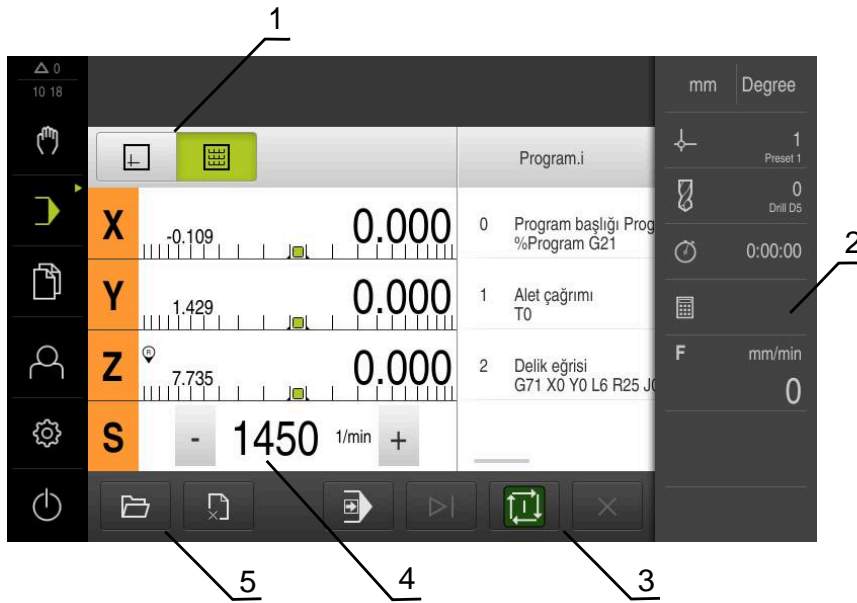 1
0
10 18
mm Degree
1
Preset 1
0
Drill D5
0:00:00
2
F mm/min
0
Program.i
X -0.109 0.000
Y 1.429 0.000
Z R 7.735 0.000
S - 1450 1/min +
0 Program başlığı Prog
%Program G21
1 Alet çağrımı
T0
2 Delik eğrisi
G71 X0 Y0 L6 R25 J0
5
4
3